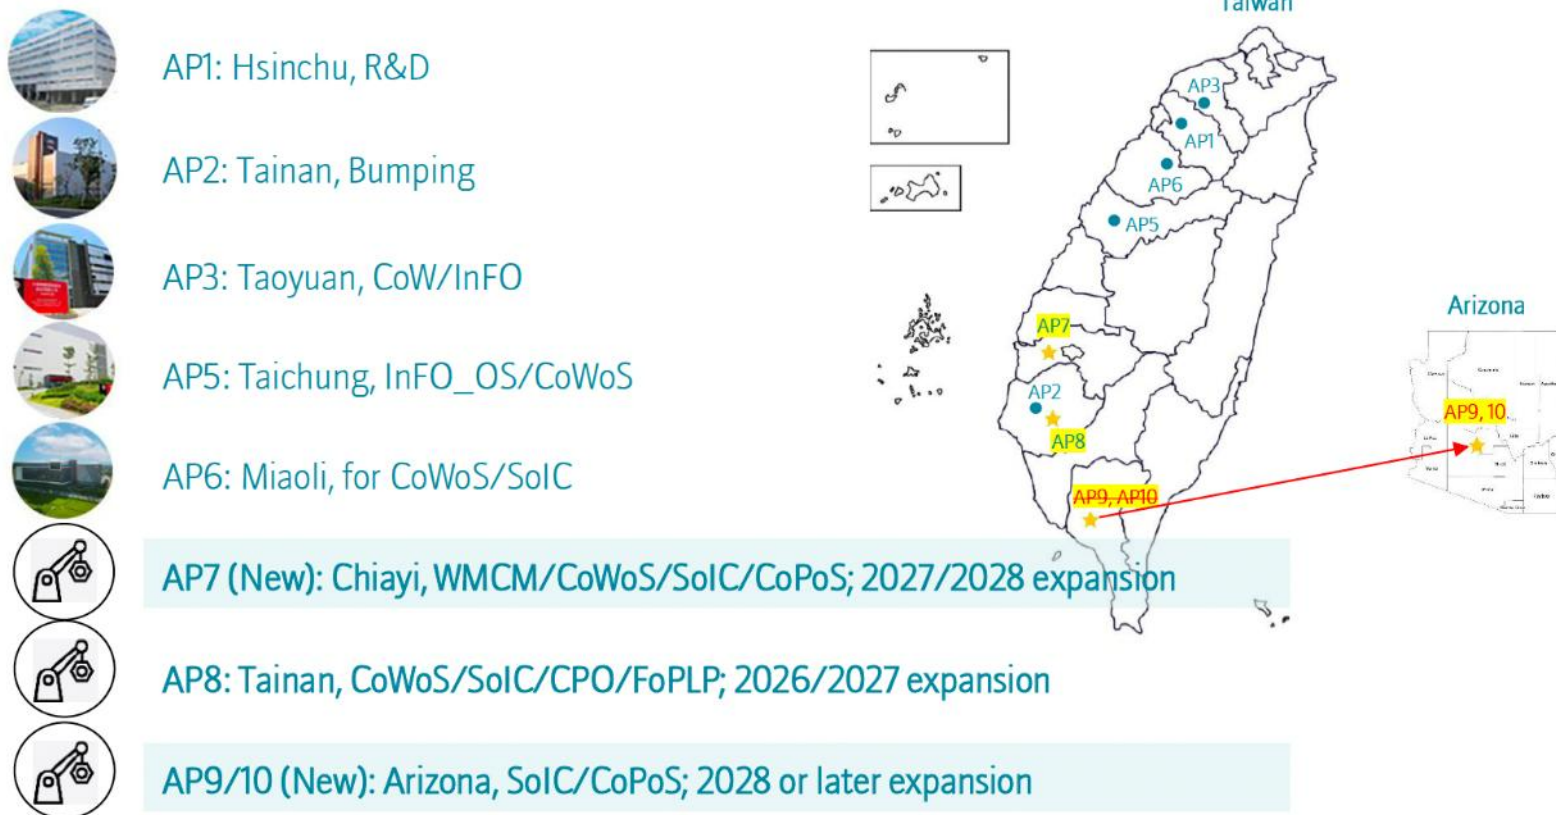 Taiwan
AP1: Hsinchu, R&D
AP2: Tainan, Bumping
AP3: Taoyuan, CoW/InFO
AP5: Taichung, InFO_OS/CoWoS
AP6: Miaoli, for CoWoS/SoIC
AP7 (New): Chiayi, WMCM/CoWoS/SoIC/CoPoS; 2027/2028 expansion
AP8: Tainan, CoWoS/SoIC/CPO/FoPLP; 2026/2027 expansion
AP9/10 (New): Arizona, SoIC/CoPoS; 2028 or later expansion
AP3
AP1
AP6
AP5
AP7
AP2
AP8
AP9, AP10
Arizona
AP9, 10